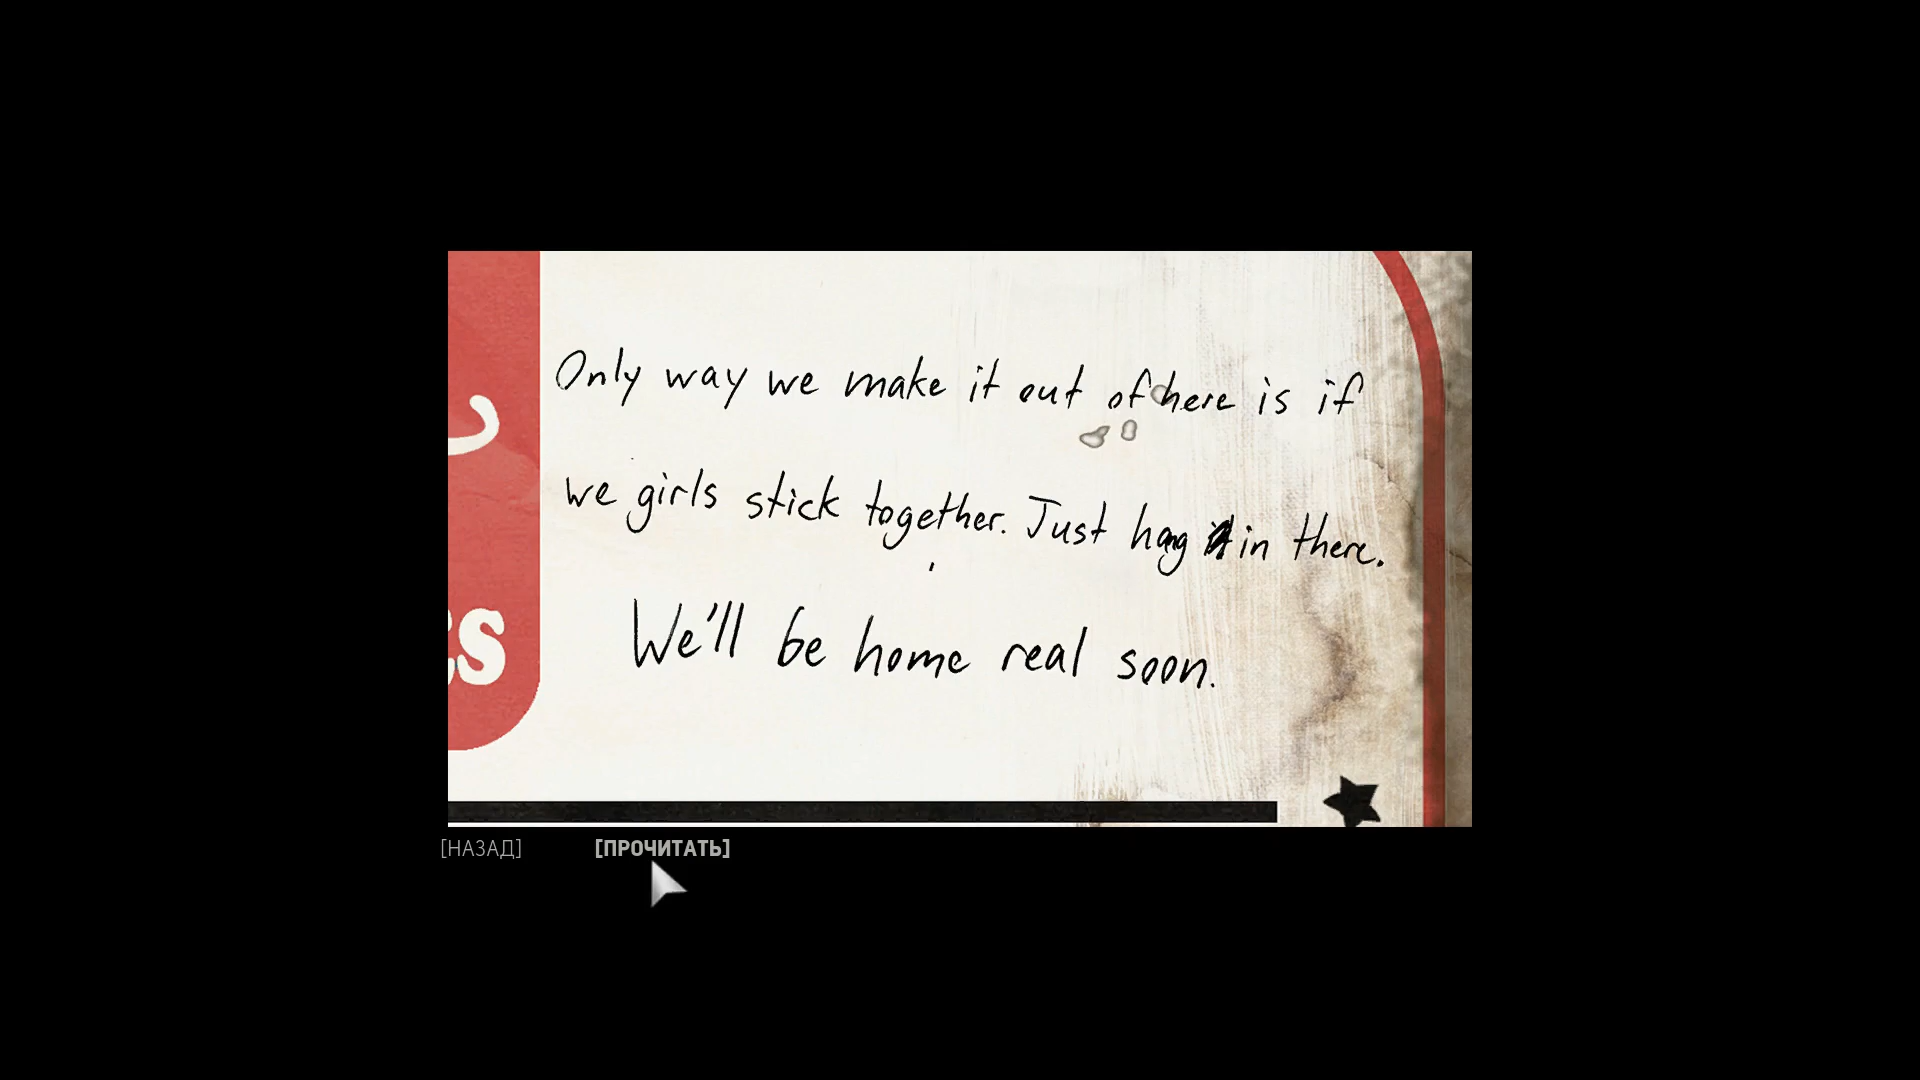 Only way we make it out of here is if
we girls stick together. Just hang in there.
We'll be home real soon.
ES
[НАЗАД] [ПРОЧИТАТЬ]